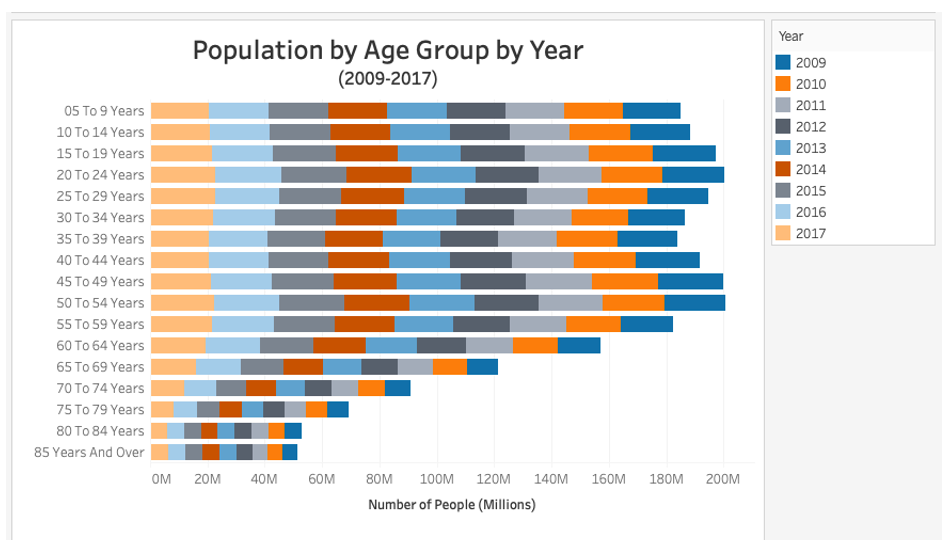 Population by Age Group by Year
(2009-2017)
05 To 9 Years
10 To 14 Years
15 To 19 Years
20 To 24 Years
25 To 29 Years
30 To 34 Years
35 To 39 Years
40 To 44 Years
45 To 49 Years
50 To 54 Years
55 To 59 Years
60 To 64 Years
65 To 69 Years
70 To 74 Years
75 To 79 Years
80 To 84 Years
85 Years And Over
0M 20M 40M 60M 80M 100M 120M 140M 160M 180M 200M
Number of People (Millions)
Year
2009
2010
2011
2012
2013
2014
2015
2016
2017